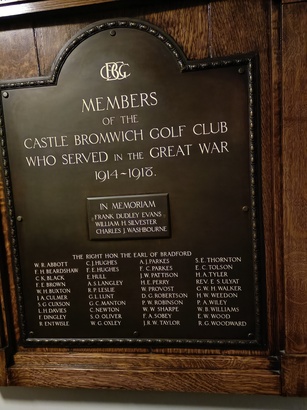 CBGC
MEMBERS
OF THE
CASTLE BROMWICH GOLF CLUB
WHO SERVED IN THE GREAT WAR
1914-1918.
IN MEMORIAM
FRANK DUDLEY EVANS
WILLIAM H SILVESTER
CHARLES J WASHBOURNE
THE RIGHT HON THE EARL OF BRADFORD
W. B. ABBOTT
F. H. BEARDSHAW
C. K. BLACK
F. E. BROWN
W. H. BUXTON
J. A. CULMER
S. G. CUXSON
L. H. DAVIES
F. DINGLEY
R. ENTWISLE
C. J. HUGHES
F. E. HUGHES
E. HULL
A. S. LANGLEY
R. P. LESLIE
G. L. LUNT
G. C. MANTON
C. NEWTON
S. O. OLIVER
W. G. OXLEY
A. J. PARKES
F. C. PARKES
J. W. PATTISON
H. E. PERRY
W. PROVOST
D. G. ROBERTSON
P. W. ROBINSON
W. W. SHARPE
F. A. SOBEY
J. R. W. TAYLOR
S. E. THORNTON
E. C. TOLSON
H. A. TYLER
REV. E. S. LILYAT
G. W. H. WALKER
H. W. WEEDON
P. A. WILEY
W. B. WILLIAMS
E. W. WOOD
R. G. WOODWARD